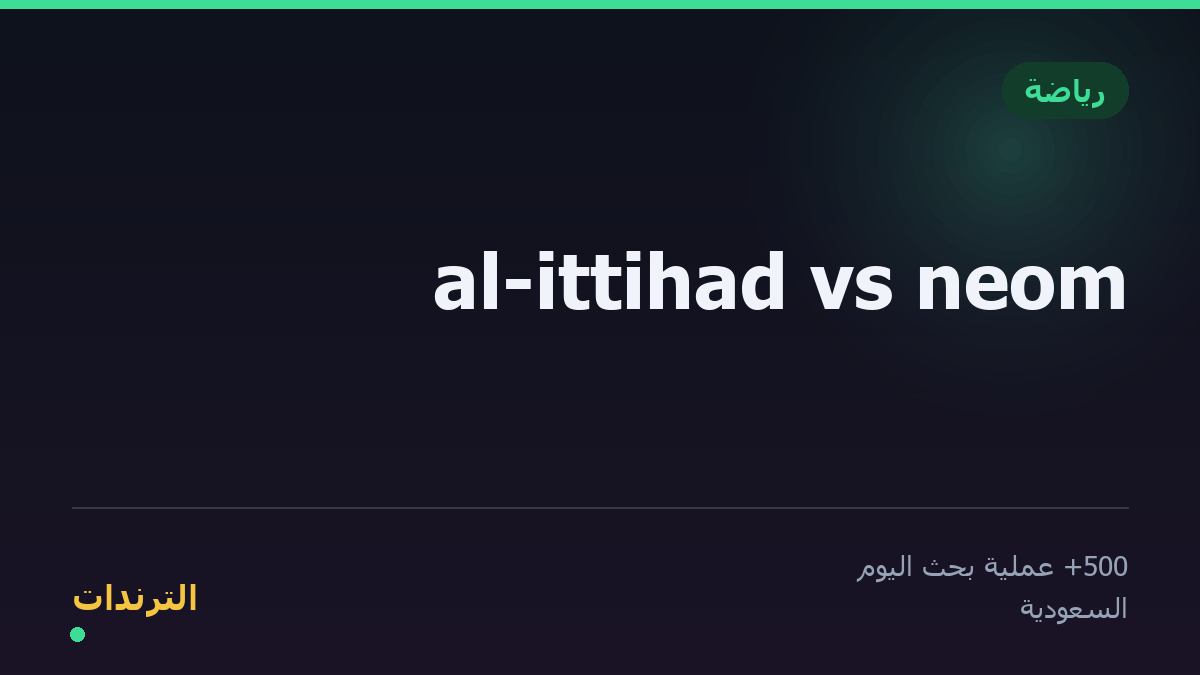 رياضة
al-ittihad vs neom
500+ عملية بحث اليوم
السعودية
الترندات